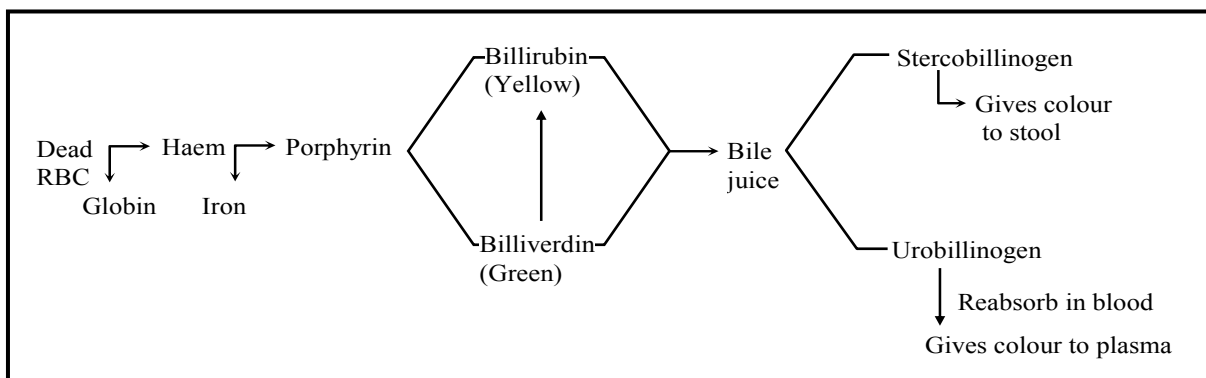 Dead
RBC
Globin
Haem
Iron
Porphyrin
Billirubin
(Yellow)
Billiverdin
(Green)
Bile
juice
Stercobillinogen
Gives colour
to stool
Urobillinogen
Reabsorb in blood
Gives colour to plasma